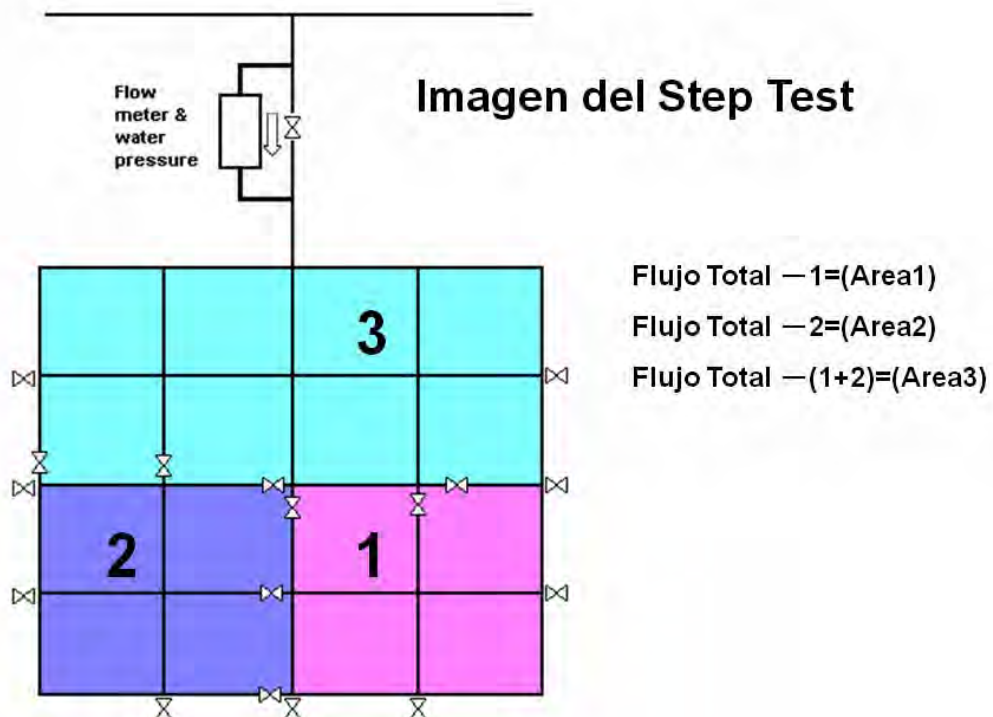 Flow
meter &
water
pressure
Imagen del Step Test
Flujo Total －1=(Area1)
Flujo Total －2=(Area2)
Flujo Total －(1+2)=(Area3)
3
2
1